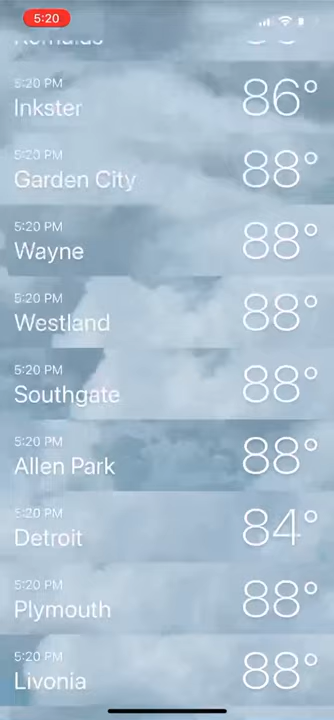 5:20
Romulus
5:20 PM
Inkster
86°
5:20 PM
Garden City
88°
5:20 PM
Wayne
88°
5:20 PM
Westland
88°
5:20 PM
Southgate
88°
5:20 PM
Allen Park
88°
5:20 PM
Detroit
84°
5:20 PM
Plymouth
88°
5:20 PM
Livonia
88°